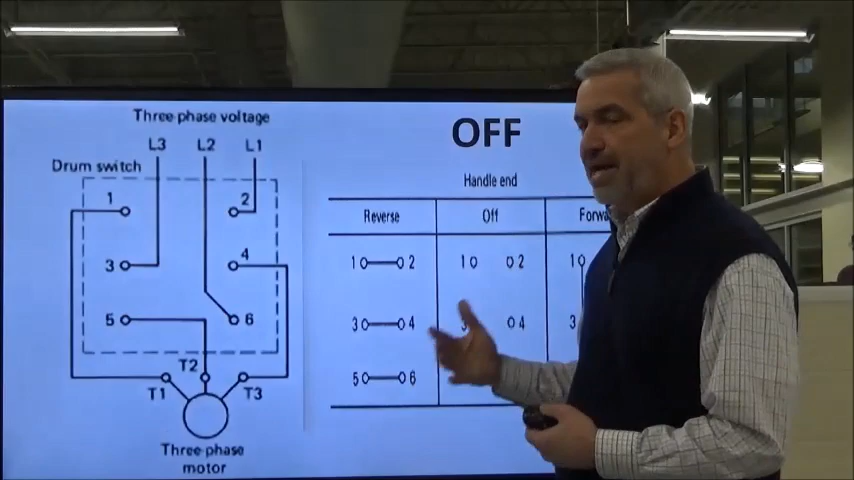 Three-phase voltage
L3 L2 L1
Drum switch
1 2
3 4
5 6
T2
T1 T3
Three-phase
motor
OFF
Handle end
Reverse Off
1 2 1 2 1
3 4 4 3
5 6